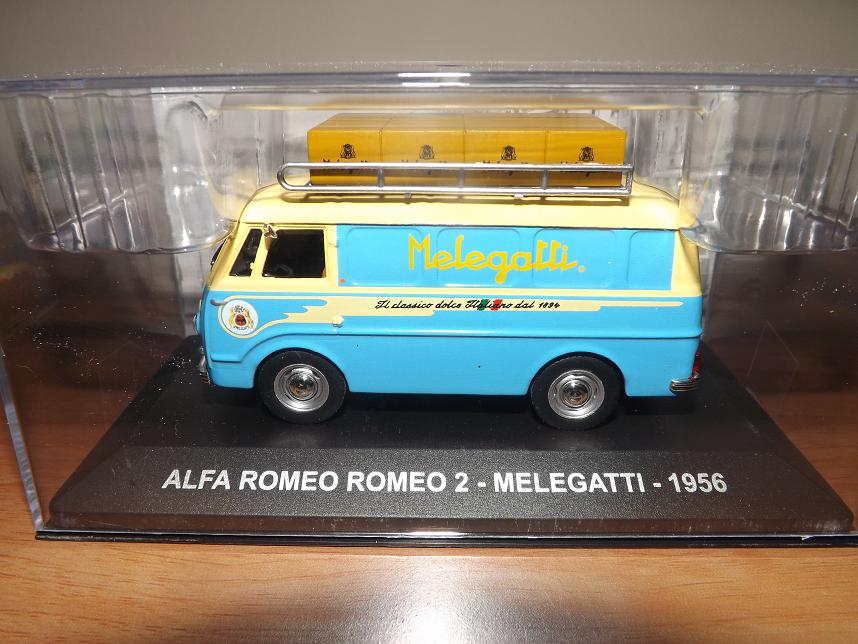 Melegatti
Il classico dolce Italiano dal 1894
ALFA ROMEO ROMEO 2 - MELEGATTI - 1956